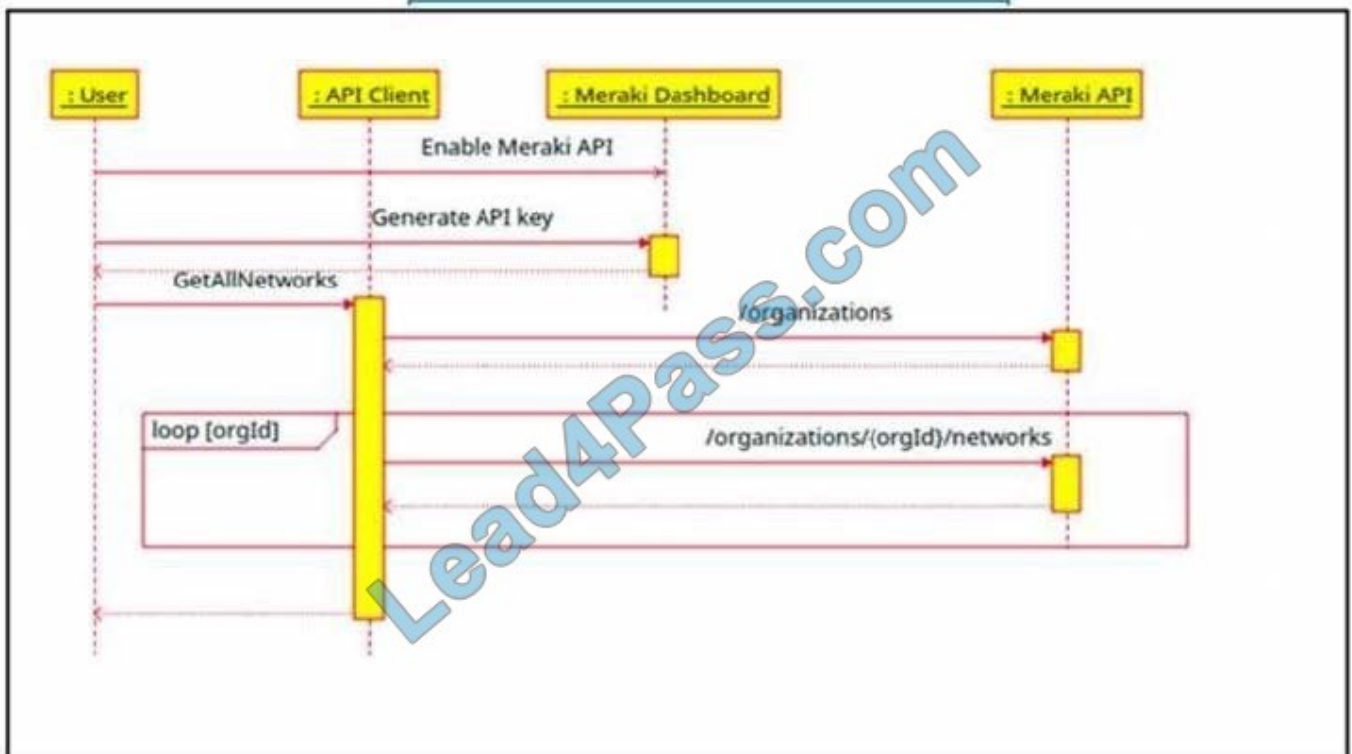 : User
: API Client
: Meraki Dashboard
: Meraki API
Enable Meraki API
Generate API key
GetAllNetworks
/organizations
loop [orgId]
/organizations/{orgId}/networks
Lead4Pass.com